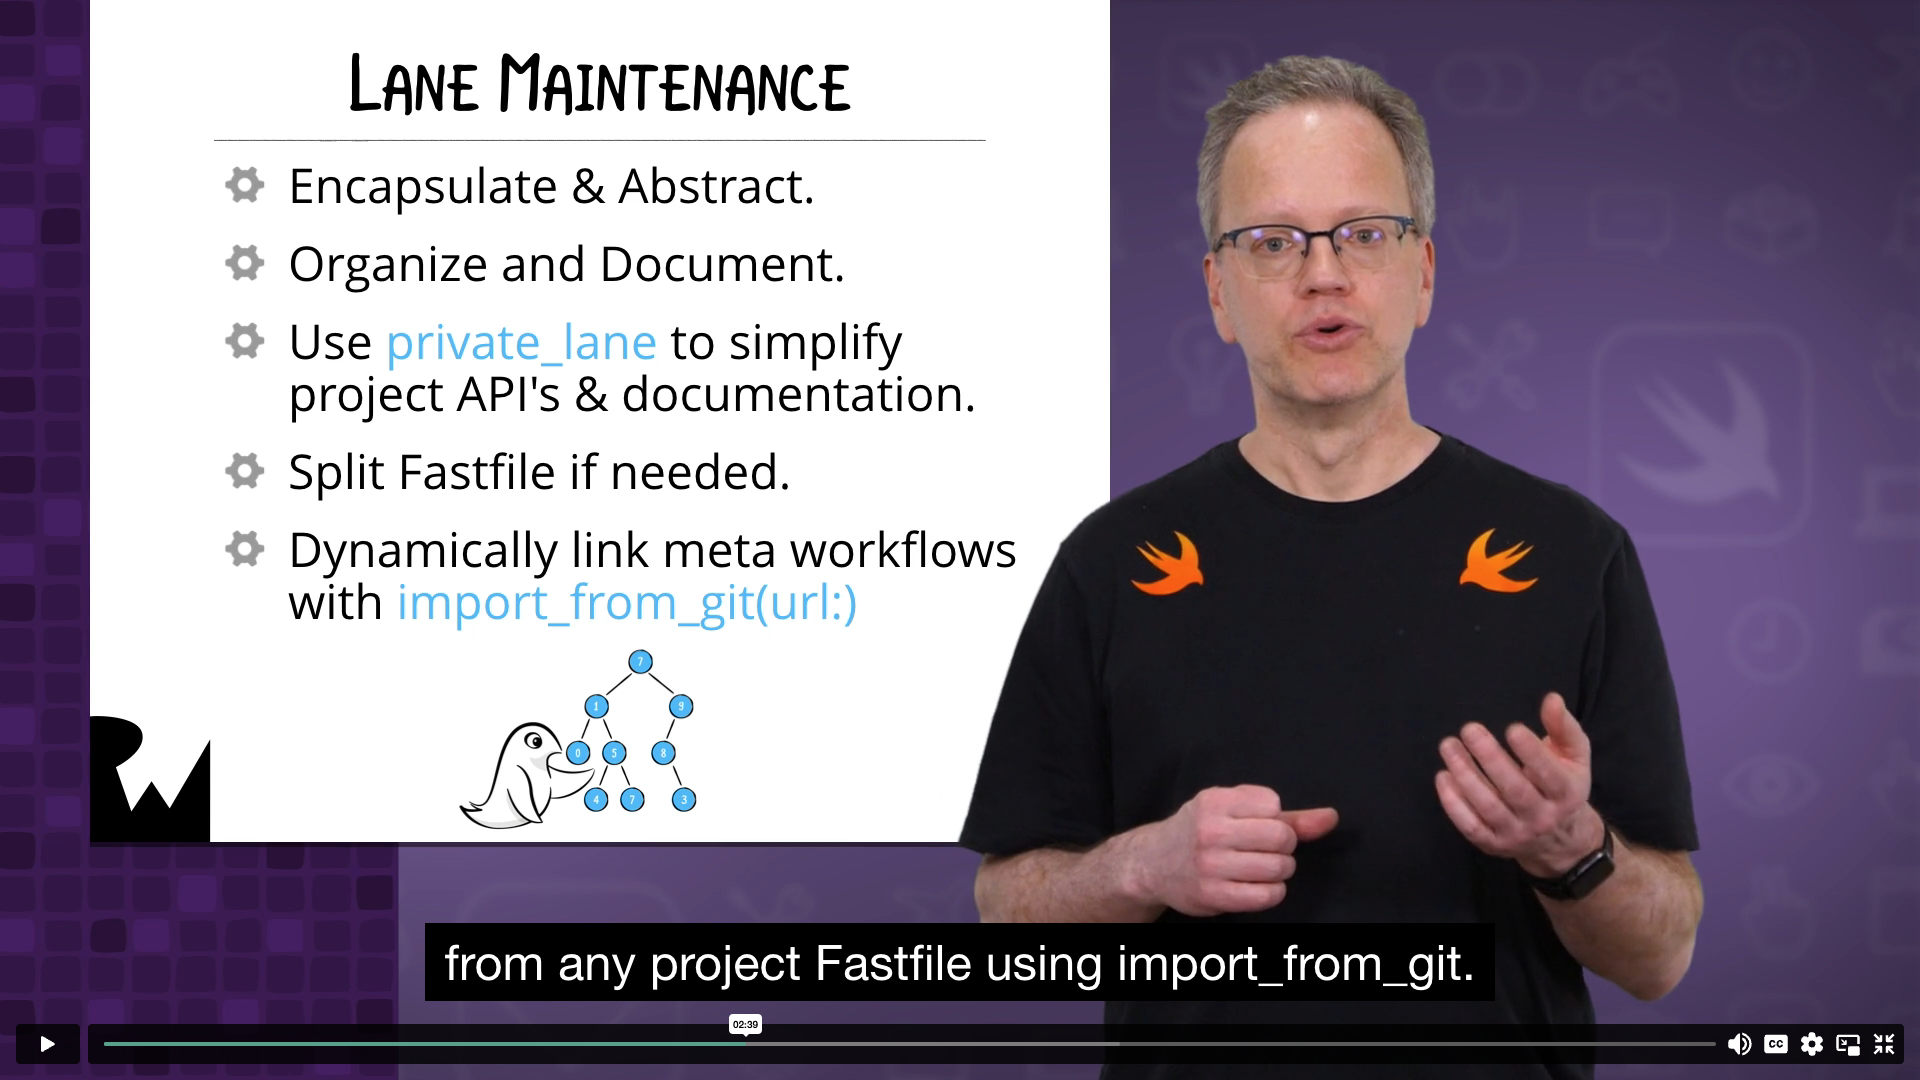 LANE MAINTENANCE
Encapsulate & Abstract.
Organize and Document.
Use private_lane to simplify
project API's & documentation.
Split Fastfile if needed.
Dynamically link meta workflows
with import_from_git(url:)
7
1 9
0 5 8
4 7 3
RW
from any project Fastfile using import_from_git.
02:39
CC